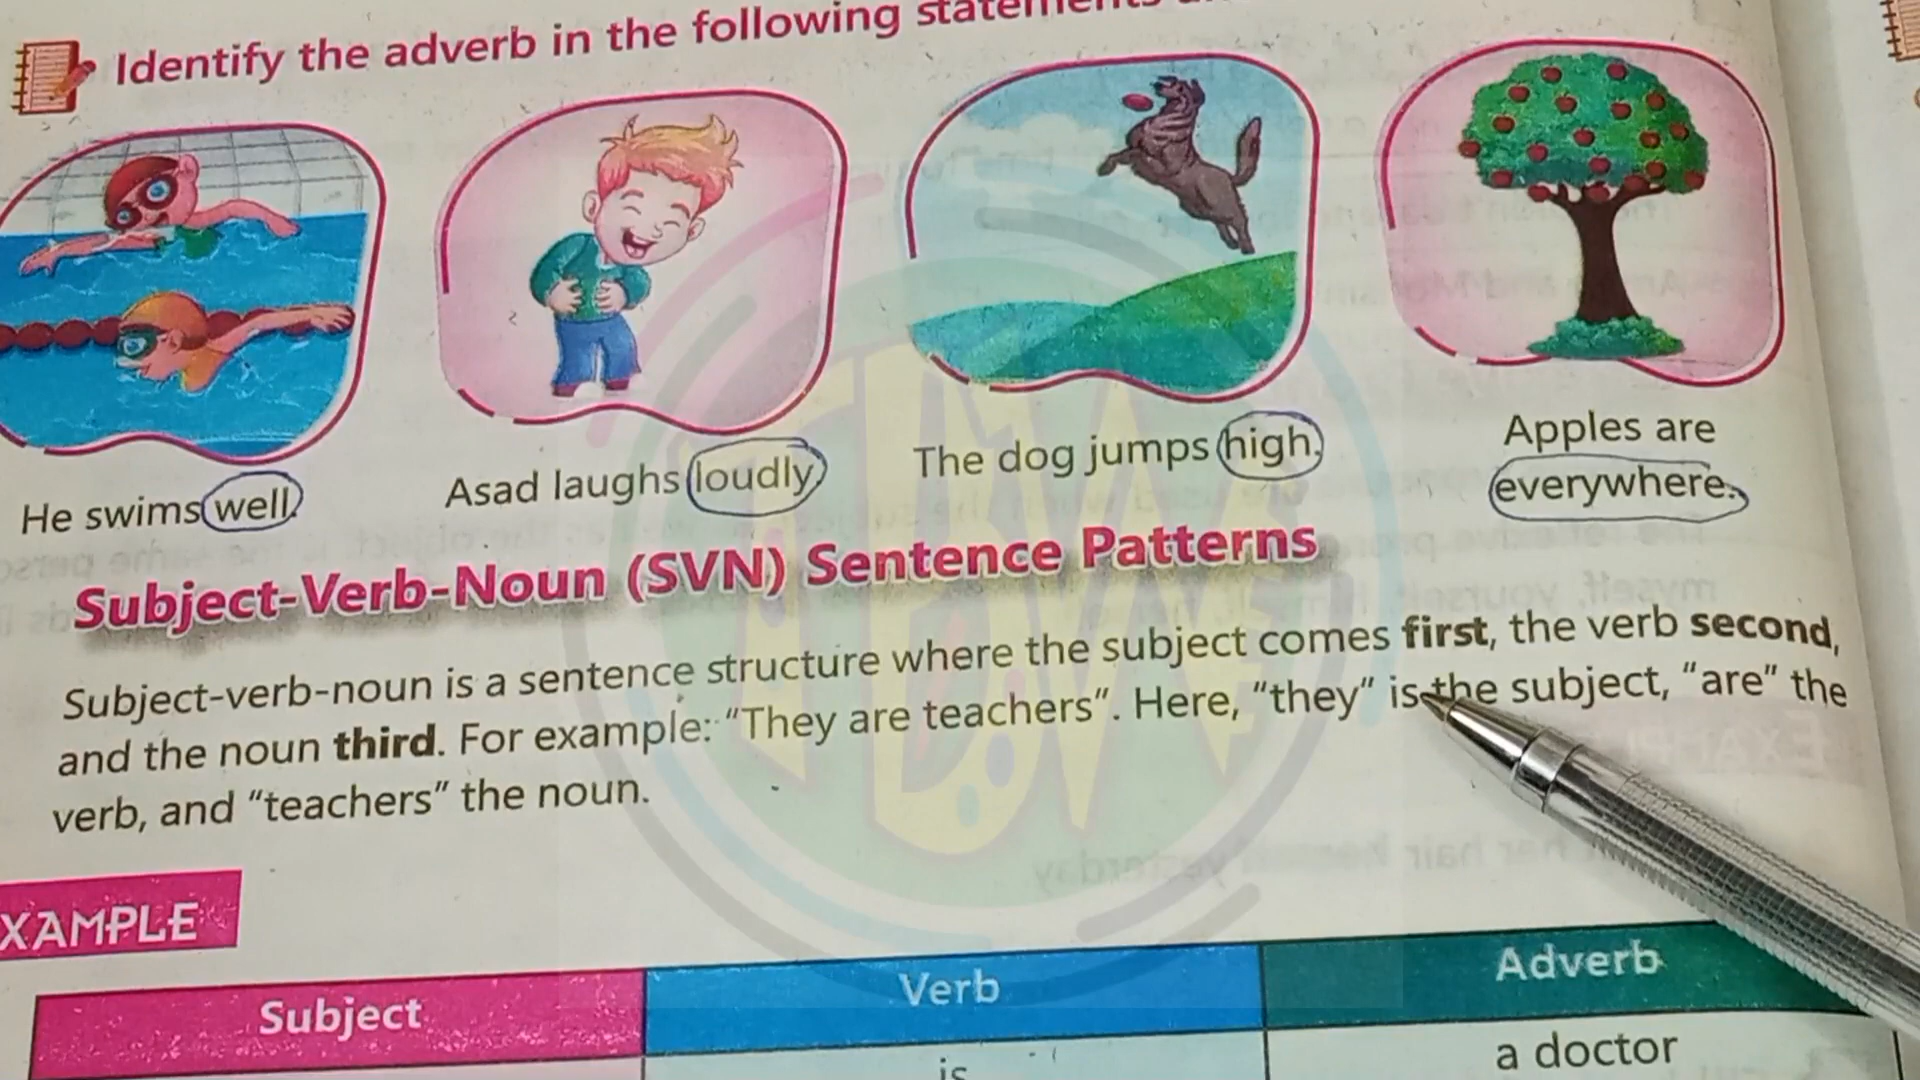 Identify the adverb in the following
He swims well.
Asad laughs loudly.
The dog jumps high.
Apples are
everywhere.
Subject-Verb-Noun (SVN) Sentence Patterns
Subject-verb-noun is a sentence structure where the subject comes first, the verb second,
and the noun third. For example: "They are teachers". Here, "they" is the subject, "are" the
verb, and "teachers" the noun.
XAMPLE
Subject Verb Adverb
is a doctor